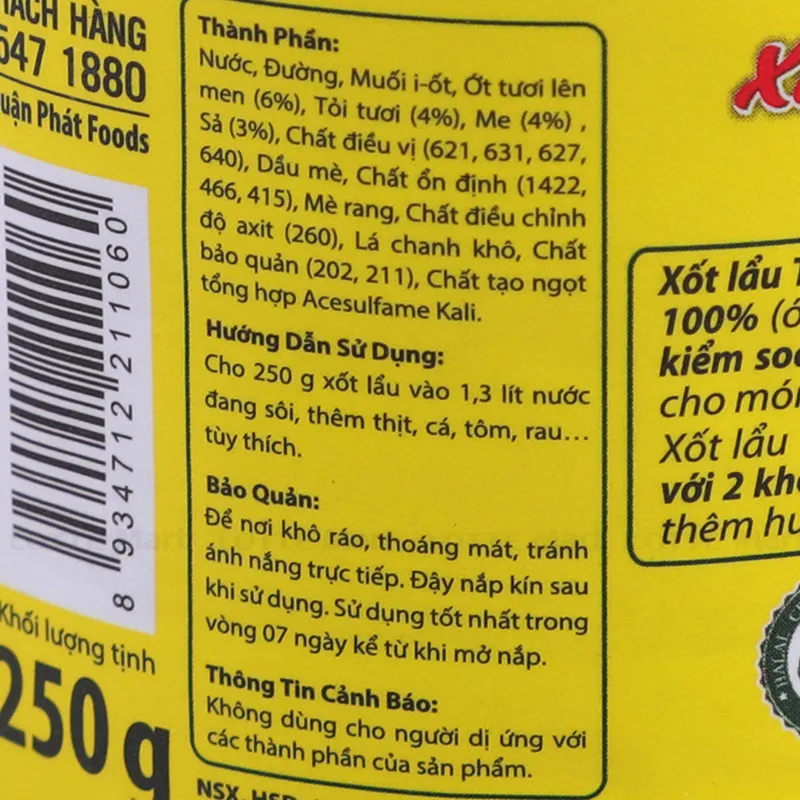 HÀNG
547 1880
Phát Foods
8 934712 211060
Khối lượng tịnh
250 g
Thành Phần:
Nước, Đường, Muối i-ốt, Ớt tươi lên
men (6%), Tỏi tươi (4%), Me (4%) ,
Sả (3%), Chất điều vị (621, 631, 627,
640), Dầu mè, Chất ổn định (1422,
466, 415), Mè rang, Chất điều chỉnh
độ axit (260), Lá chanh khô, Chất
bảo quản (202, 211), Chất tạo ngọt
tổng hợp Acesulfame Kali.
Hướng Dẫn Sử Dụng:
Cho 250 g xốt lẩu vào 1,3 lít nước
đang sôi, thêm thịt, cá, tôm, rau...
tùy thích.
Bảo Quản:
Để nơi khô ráo, thoáng mát, tránh
ánh nắng trực tiếp. Đậy nắp kín sau
khi sử dụng. Sử dụng tốt nhất trong
vòng 07 ngày kể từ khi mở nắp.
Thông Tin Cảnh Báo:
Không dùng cho người dị ứng với
các thành phần của sản phẩm.
NSX, HSD
Xốt lẩu
100%
kiểm
cho
Xốt lẩu
với 2
thêm
HALAL